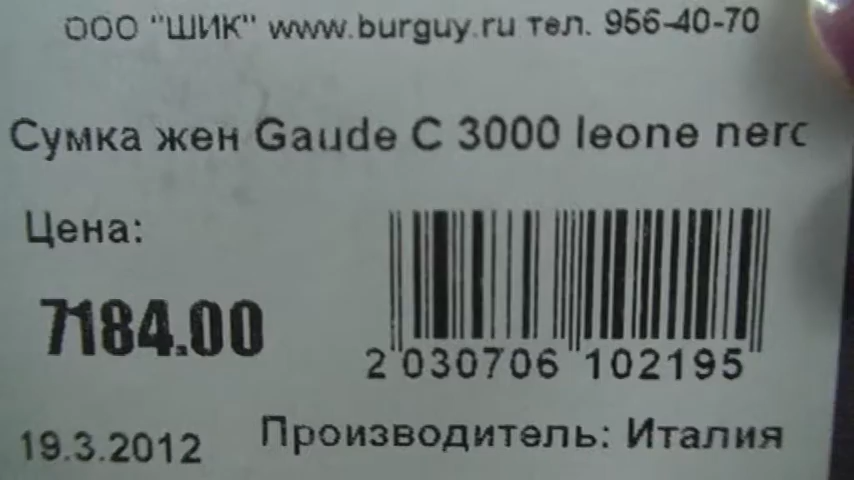 ООО "ШИК" www.burguy.ru тел. 956-40-70
Сумка жен Gaude C 3000 leone nero
Цена:
7184.00
2 030706 102195
19.3.2012 Производитель: Италия